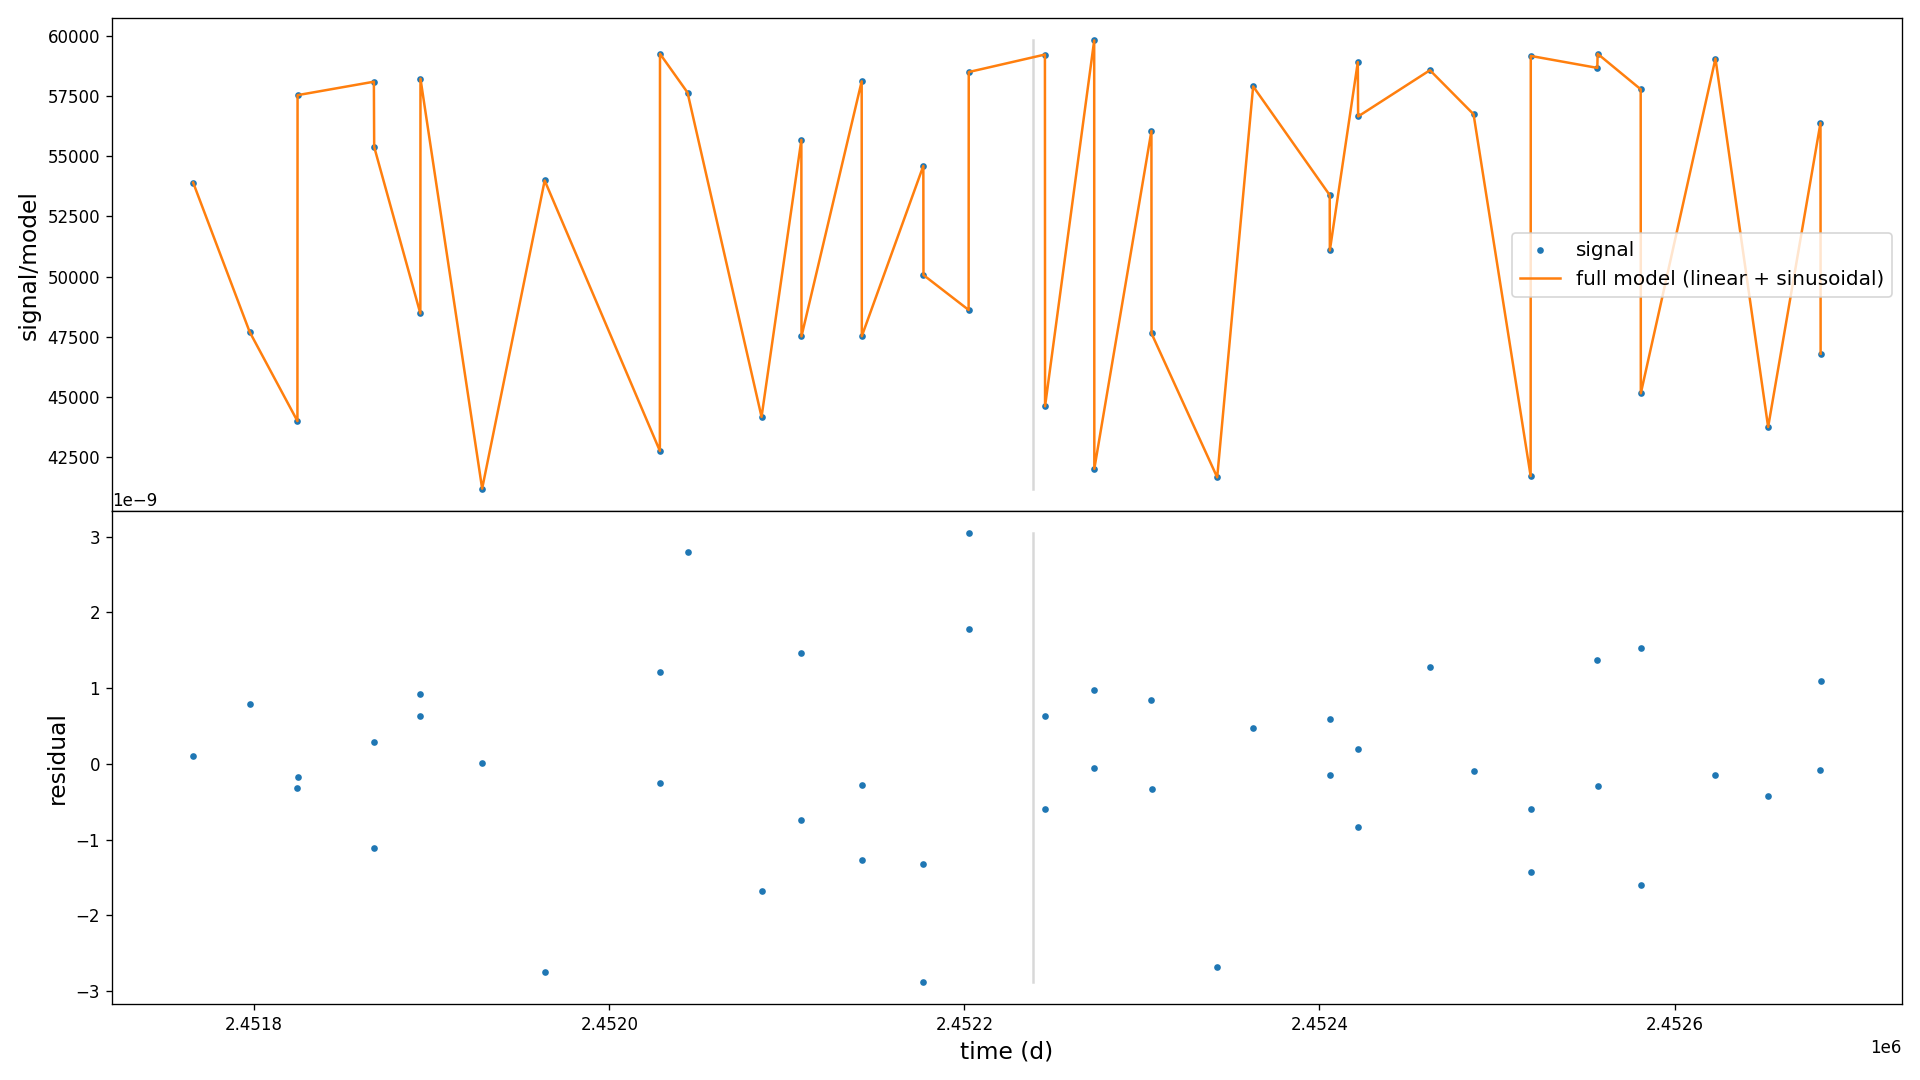 60000
57500
55000
52500
50000
47500
45000
42500
signal/model
signal
full model (linear + sinusoidal)
1e−9
3
2
1
0
−1
−2
−3
residual
2.4518
2.4520
2.4522
2.4524
2.4526
time (d)
1e6